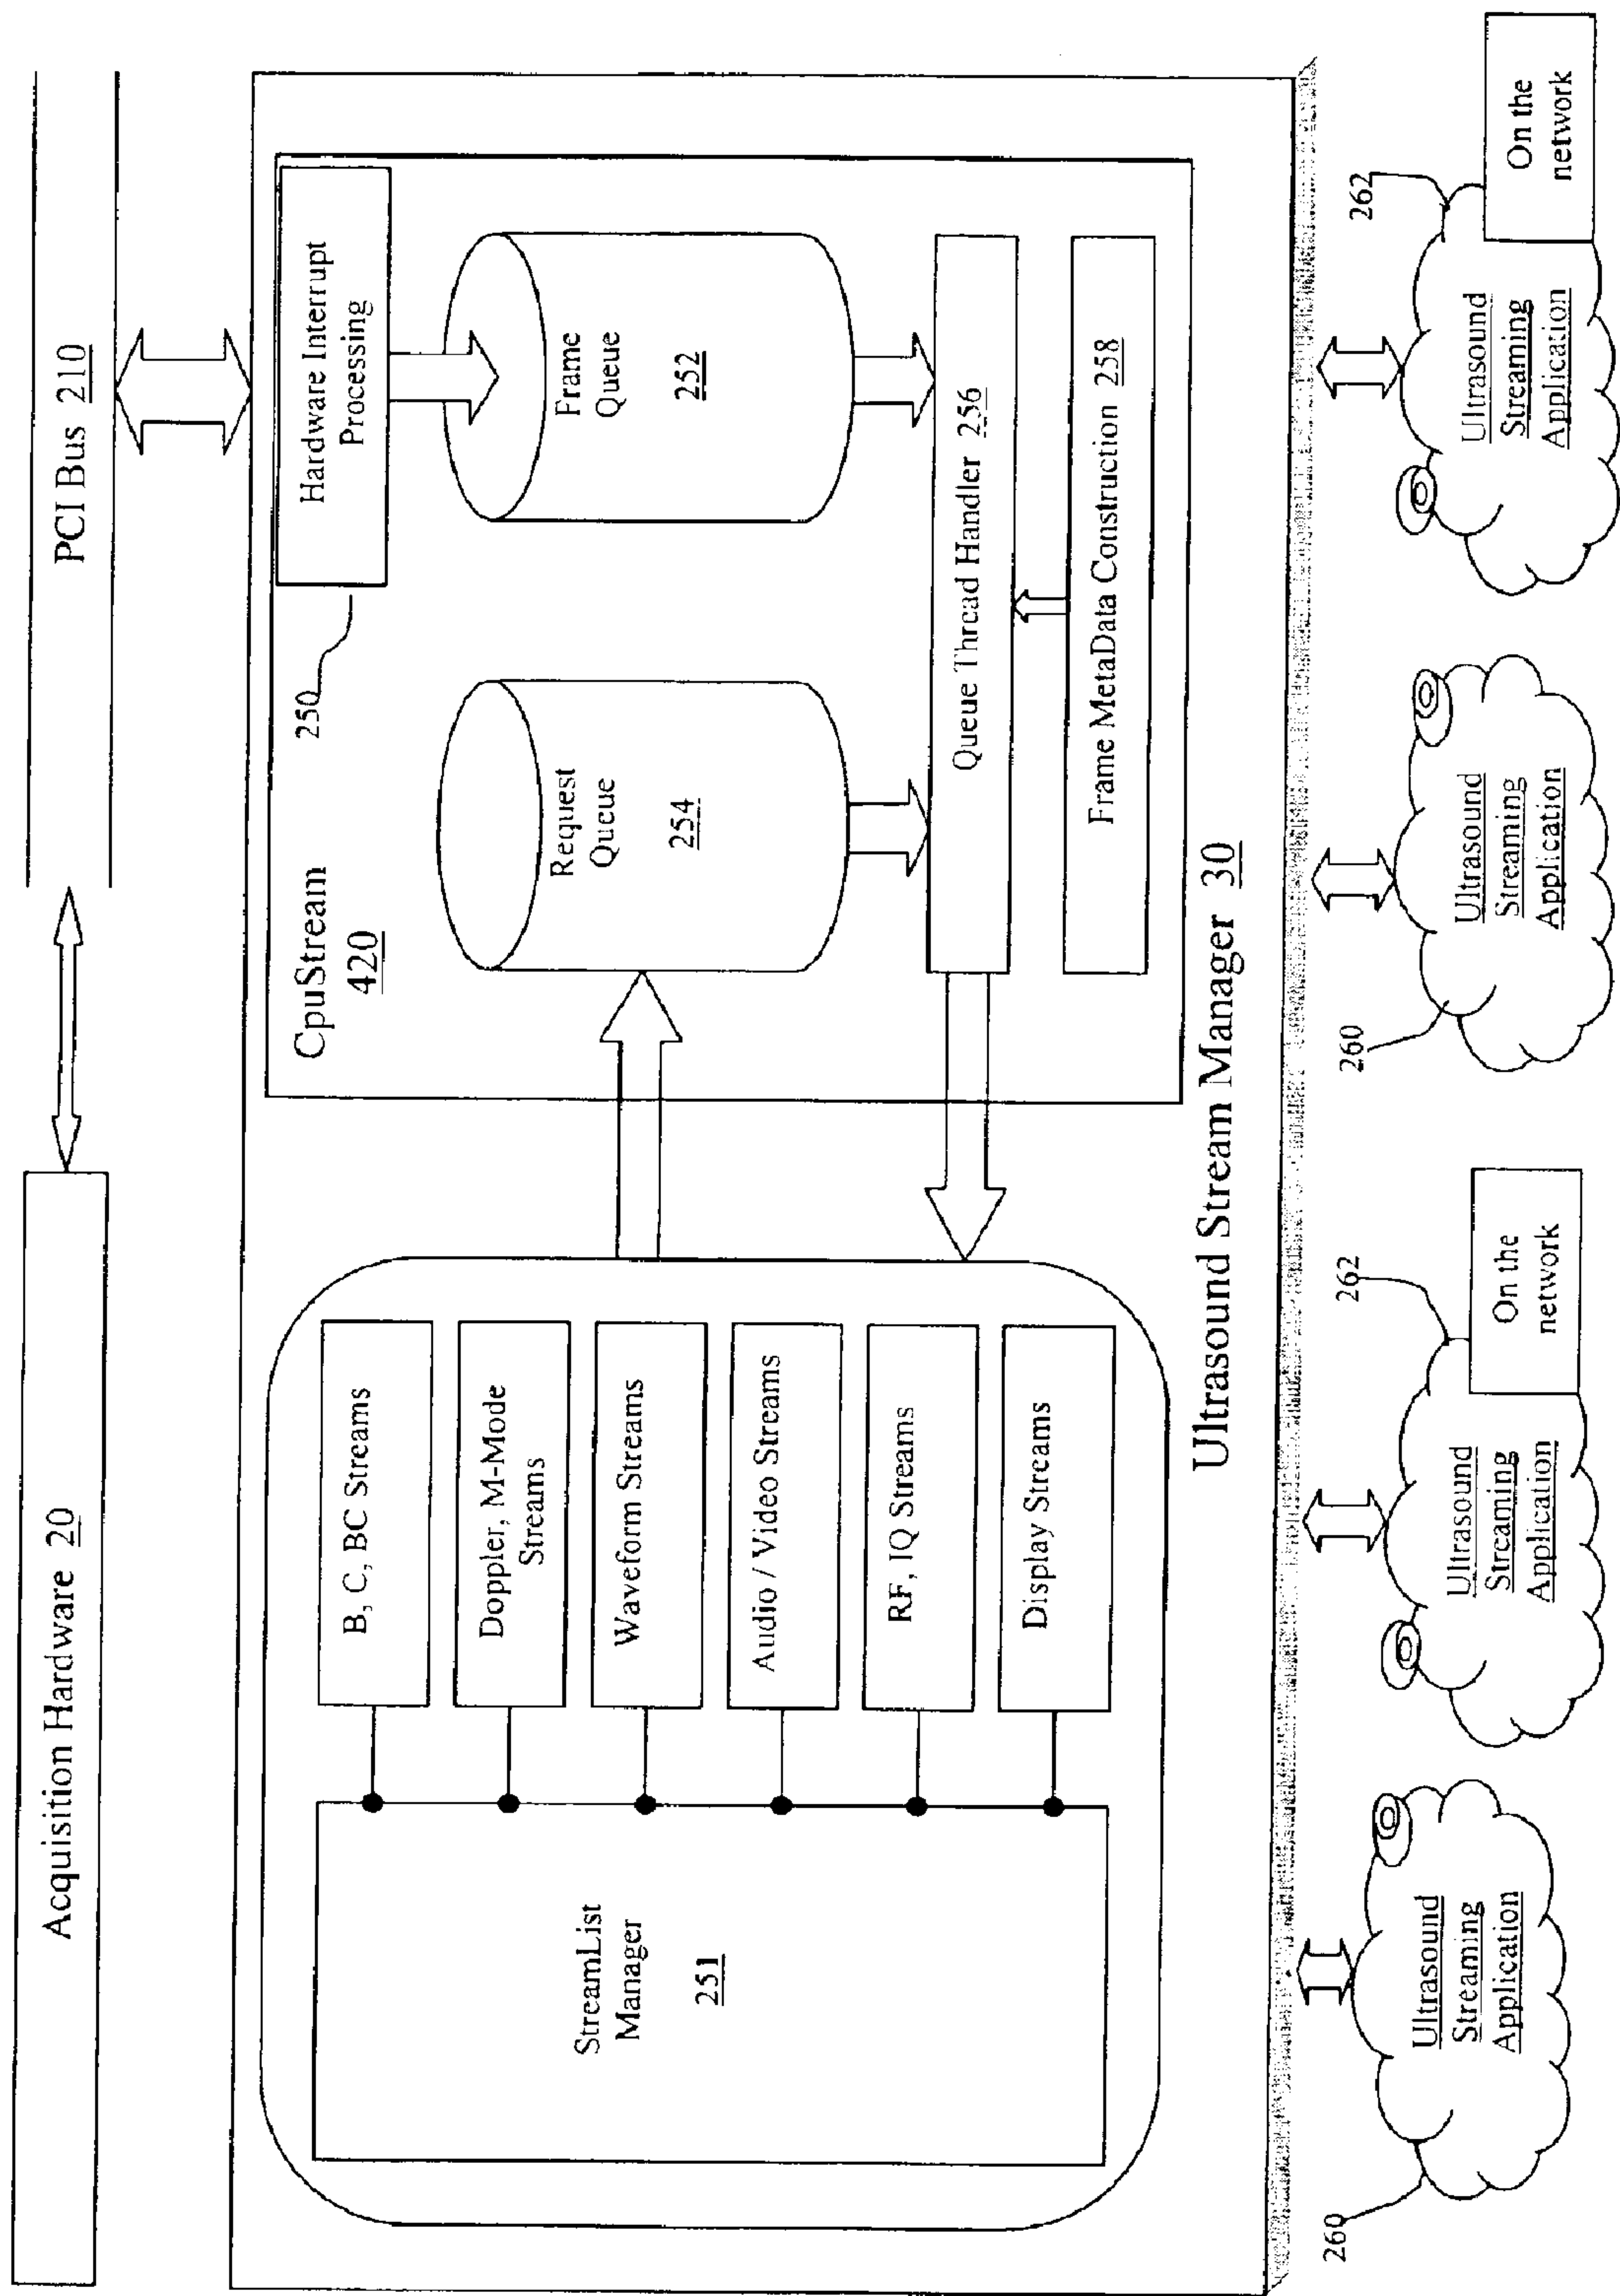 Acquisition Hardware 20
PCI Bus 210
StreamList
Manager
251
B, C, BC Streams
Doppler, M-Mode
Streams
Waveform Streams
Audio / Video Streams
RF, IQ Streams
Display Streams
CpuStream
420
250
Hardware Interrupt
Processing
Request
Queue
254
Frame
Queue
252
Queue Thread Handler 256
Frame MetaData Construction 258
Ultrasound Stream Manager 30
260
Ultrasound
Streaming
Application
262
Ultrasound
Streaming
Application
On the
network
260
Ultrasound
Streaming
Application
262
Ultrasound
Streaming
Application
On the
network